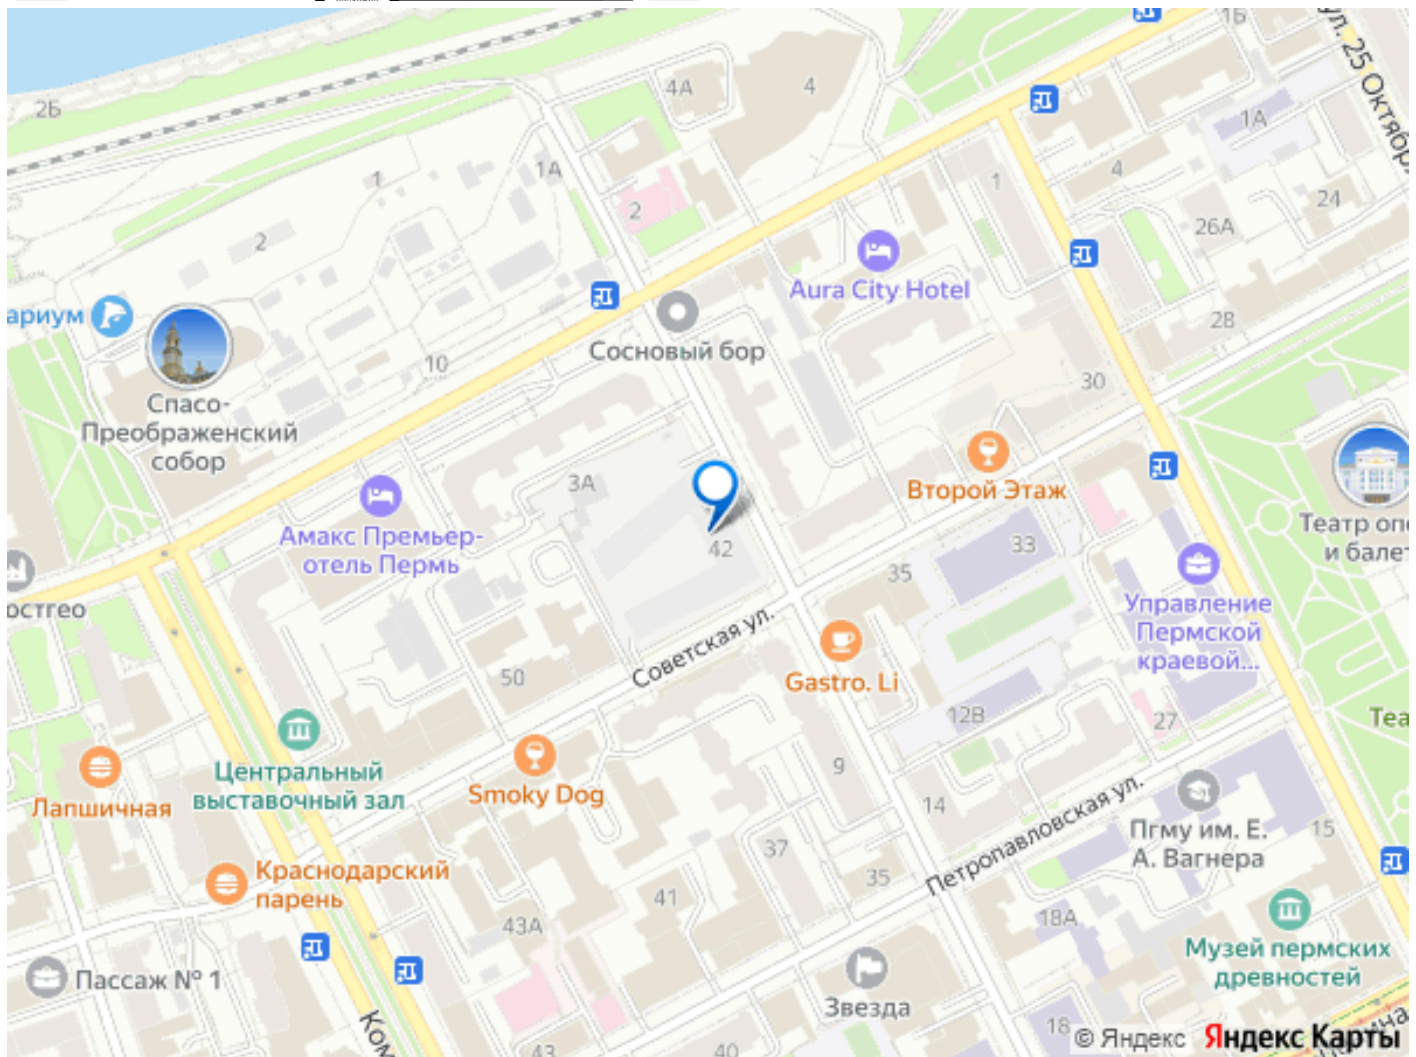 1Б
ул. 25 Октябр
2Б
4А
4
1А
1
1А
4
1
2
24
26А
2
Aura City Hotel
ариум
28
Сосновый бор
10
30
Спасо-
Преображенский
собор
3А
Второй Этаж
Амакс Премьер-
отель Пермь
42
33
35
Театр опе
и балет
остгео
Управление
Пермской
краевой...
Советская ул.
50
Gastro. Li
12В
27
Теа
Центральный
выставочный зал
Smoky Dog
9
14
Лапшичная
Петропавловская ул.
Пгму им. Е.
А. Вагнера
15
37
35
Краснодарский
парень
41
43А
18А
Музей пермских
древностей
Пассаж № 1
Звезда
Ком
43
40
18
© Яндекс Яндекс Карты